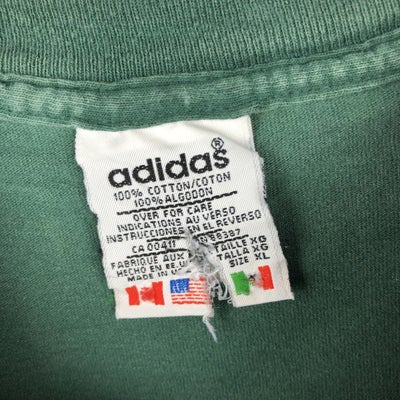 adidas®
100% COTTON/COTON
100% ALGODON
OVER FOR CARE
INDICATIONS AU VERSO
INSTRUCCIONES EN EL REVERSO
CA 00411 88387
FABRIQUE AUX TAILLE XG
HECHO EN EE.U TALLA XG
MADE IN U SIZE XL